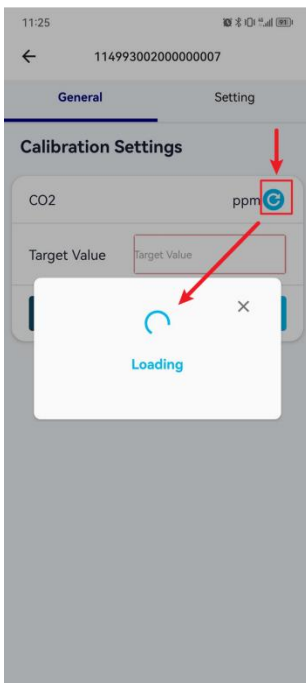 11:25
114993002000000007
General Setting
Calibration Settings
CO2 ppm
Target Value Target Value
Loading